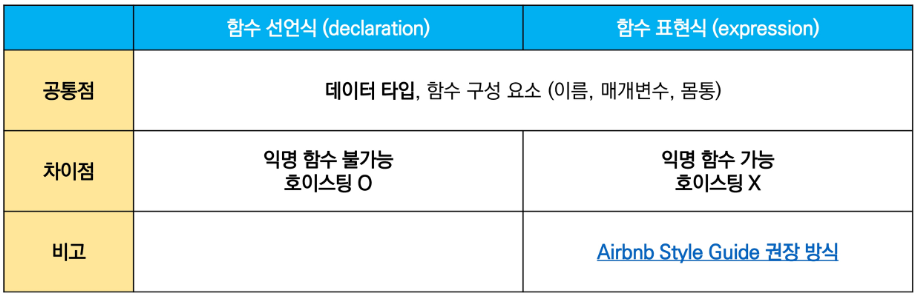 함수 선언식 (declaration)
함수 표현식 (expression)
공통점
데이터 타입, 함수 구성 요소 (이름, 매개변수, 몸통)
차이점
익명 함수 불가능
호이스팅 O
익명 함수 가능
호이스팅 X
비고
Airbnb Style Guide 권장 방식